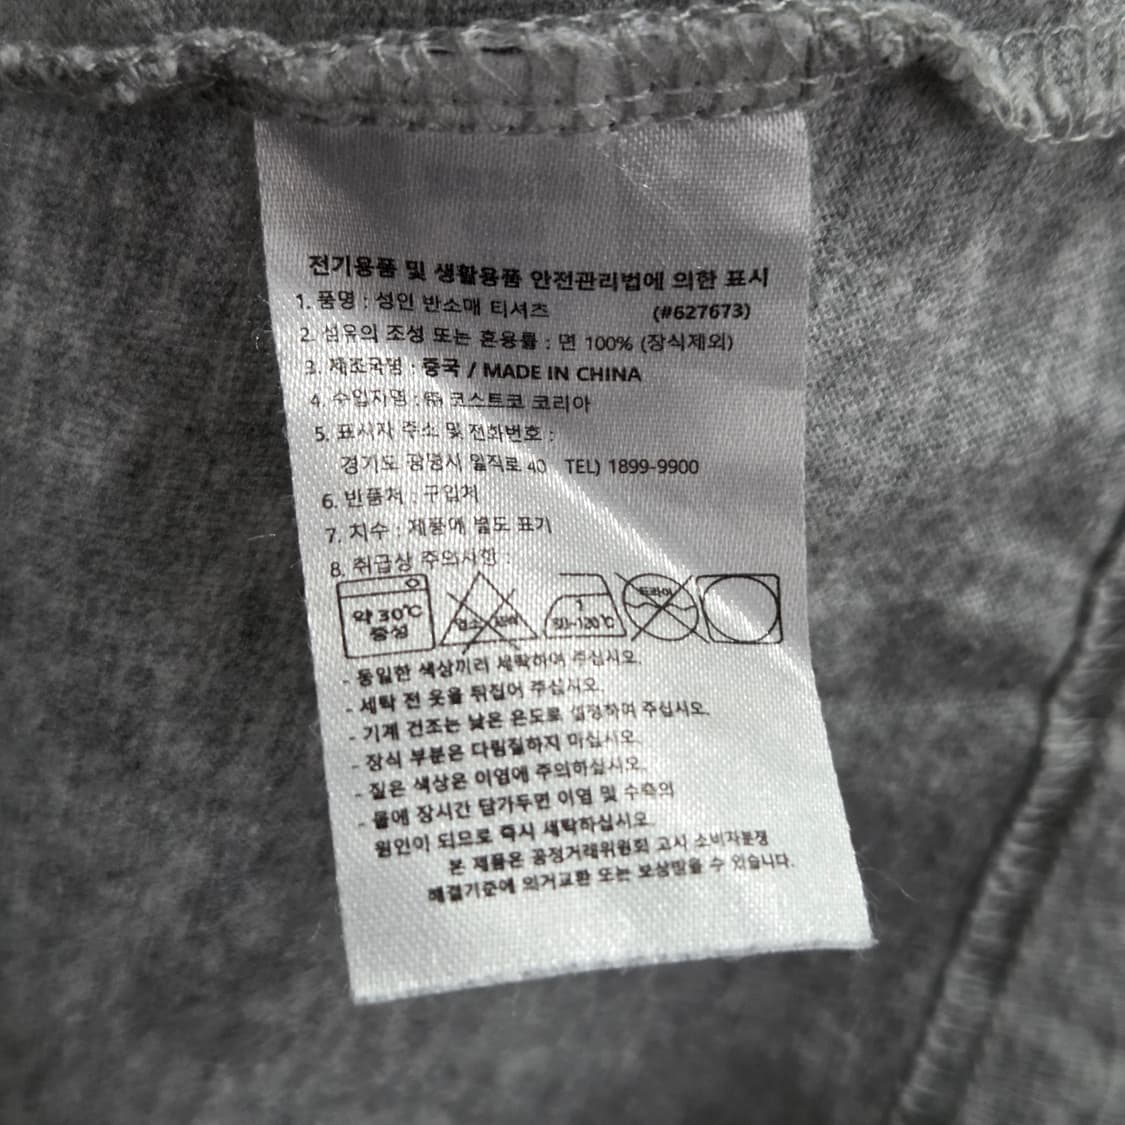 전기용품 및 생활용품 안전관리법에 의한 표시
1. 품명 : 성인 반소매 티셔츠 (#627673)
2. 섬유의 조성 또는 혼용률 : 면 100% (장식제외)
3. 제조국명 : 중국 / MADE IN CHINA
4. 수입자명 : ㈜ 코스트코 코리아
5. 표시자 주소 및 전화번호 :
경기도 광명시 일직로 40 TEL) 1899-9900
6. 반품처 : 구입처
7. 치수 : 제품에 별도 표기
8. 취급상 주의사항 :
약 30℃ 중성
염소 표백
1
80~120℃
드라이
- 동일한 색상끼리 세탁하여 주십시오.
- 세탁 전 옷을 뒤집어 주십시오.
- 기계 건조는 낮은 온도로 설정하여 주십시오.
- 장식 부분은 다림질하지 마십시오.
- 짙은 색상은 이염에 주의하십시오.
- 물에 장시간 담가두면 이염 및 수축의
원인이 되므로 즉시 세탁하십시오.
본 제품은 공정거래위원회 고시 소비자분쟁
해결기준에 의거교환 또는 보상받을 수 있습니다.